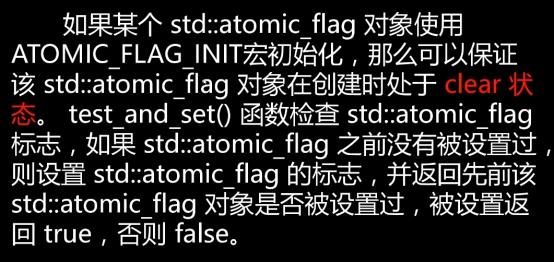 如果某个 std::atomic_flag 对象使用
ATOMIC_FLAG_INIT宏初始化，那么可以保证
该 std::atomic_flag 对象在创建时处于 clear 状
态。 test_and_set() 函数检查 std::atomic_flag
标志，如果 std::atomic_flag 之前没有被设置过，
则设置 std::atomic_flag 的标志，并返回先前该
std::atomic_flag 对象是否被设置过，被设置返
回 true，否则 false。